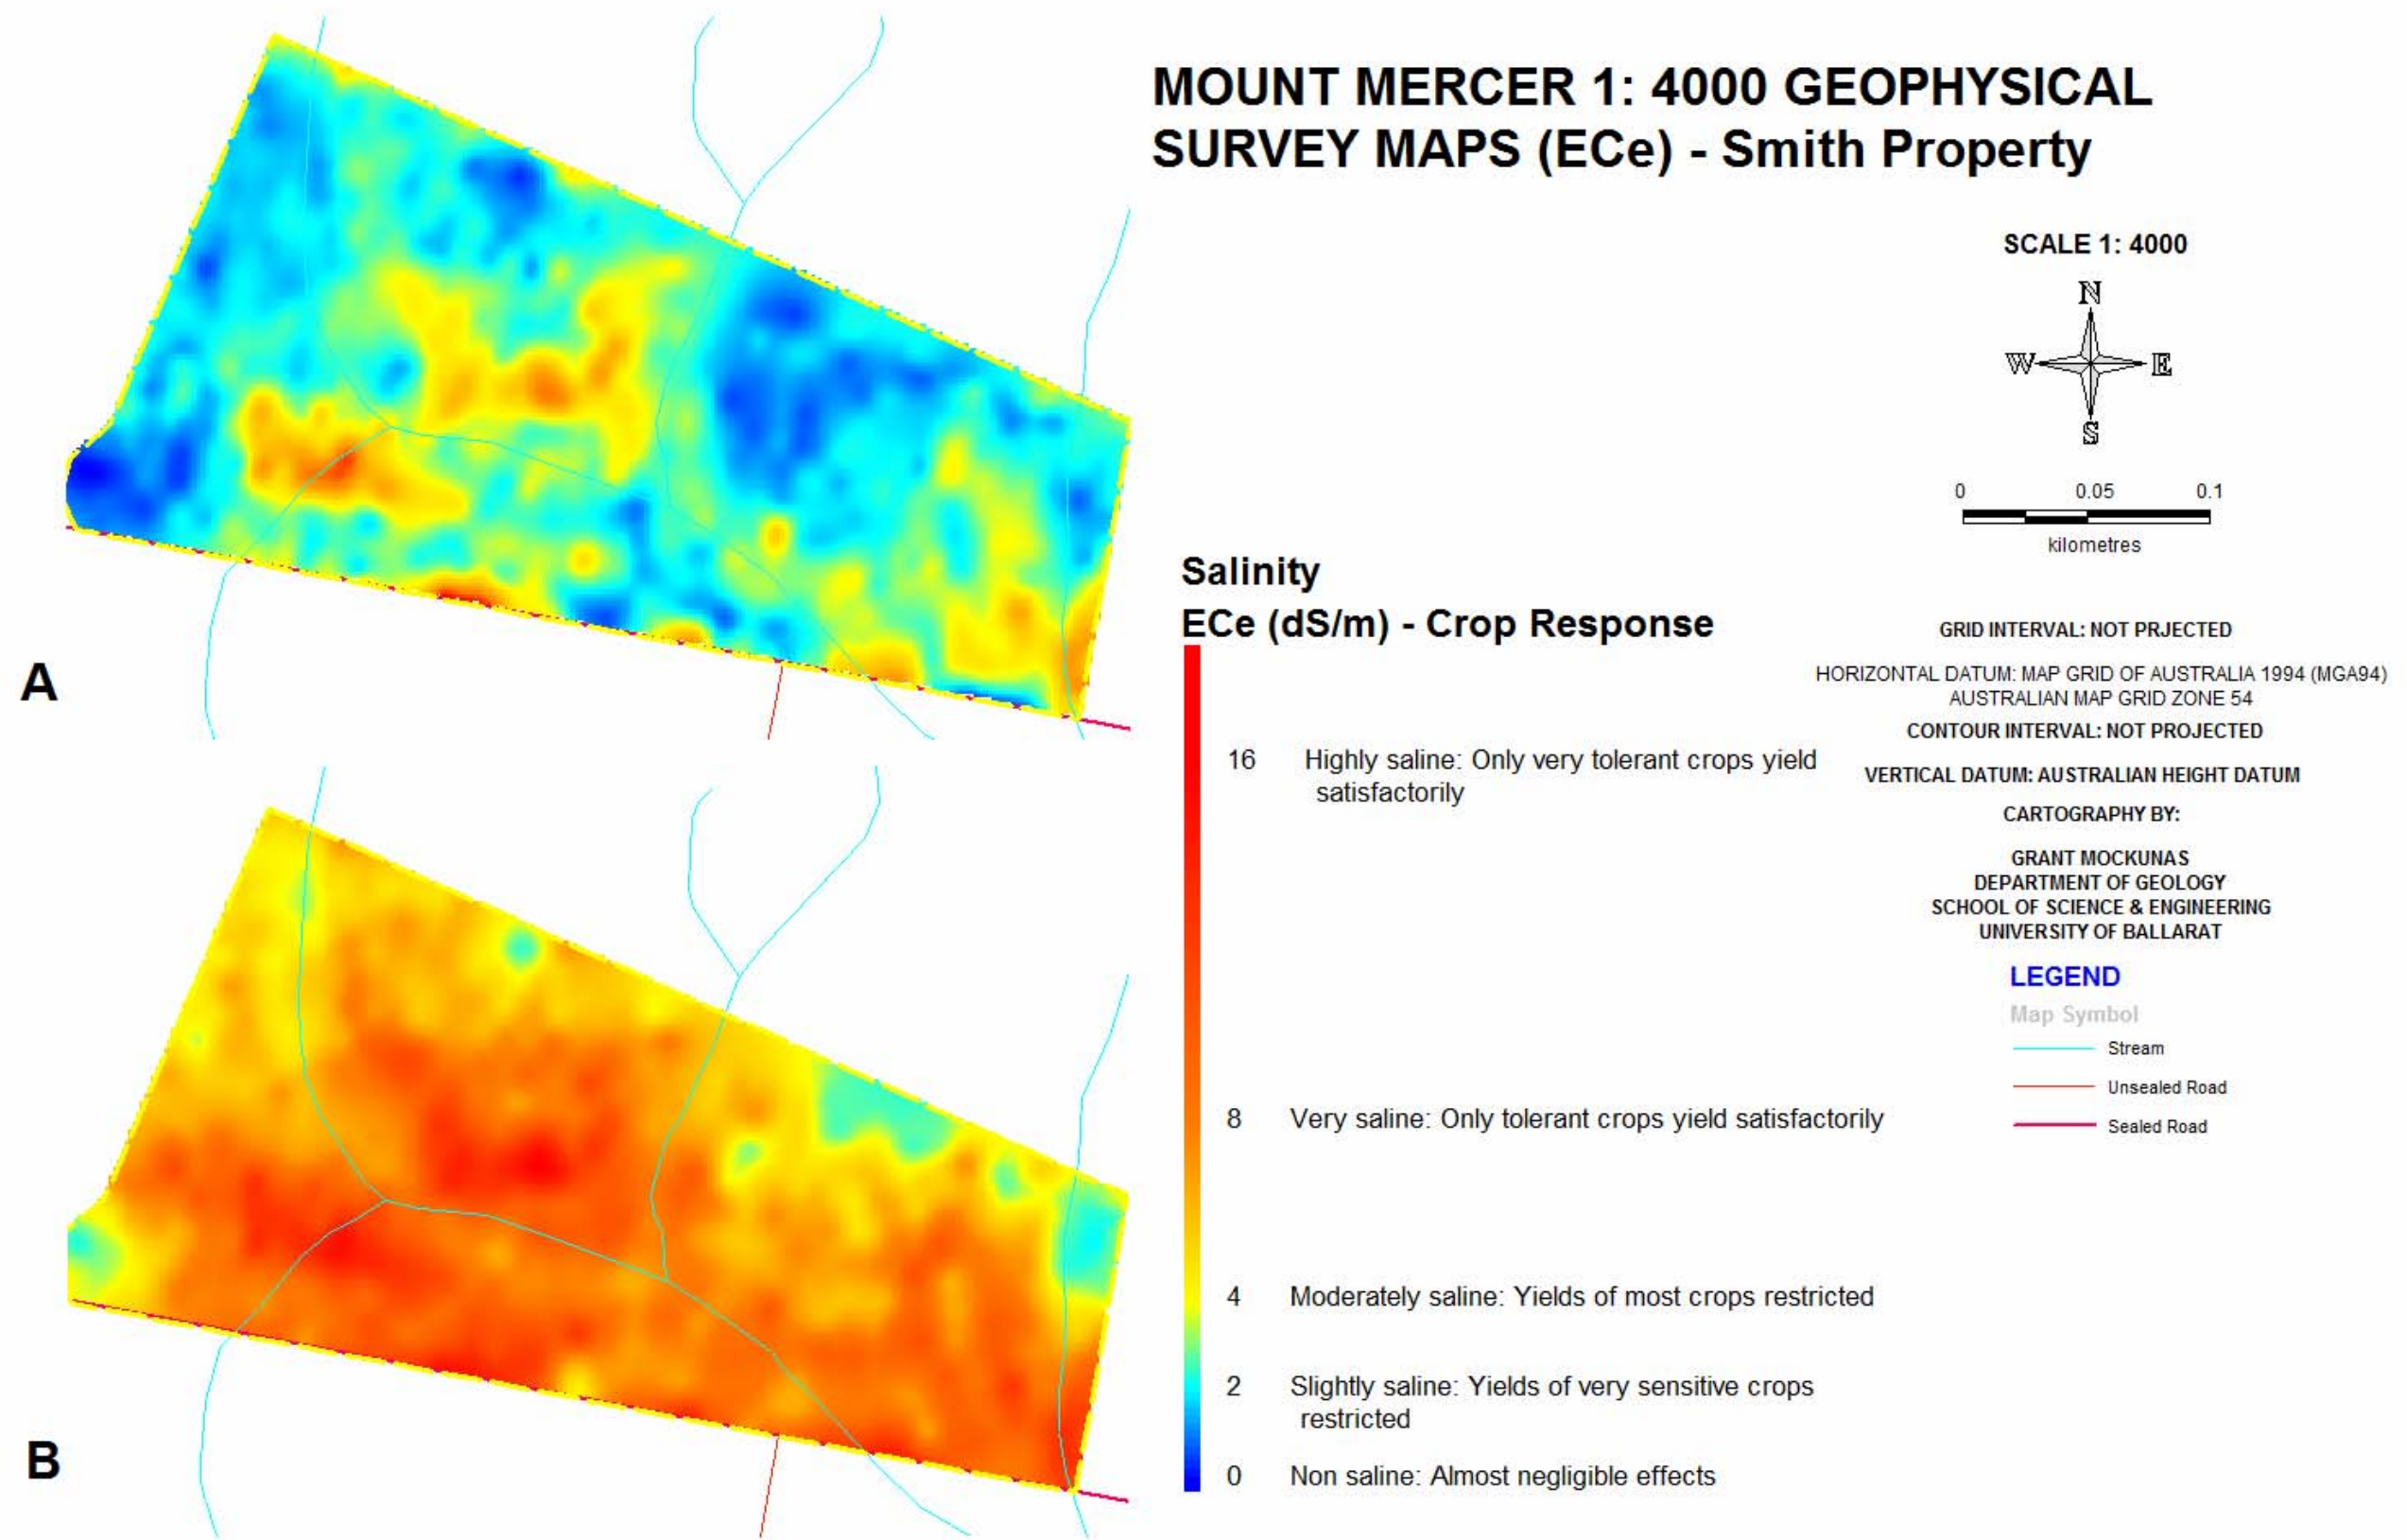 MOUNT MERCER 1: 4000 GEOPHYSICAL
SURVEY MAPS (ECe) - Smith Property
SCALE 1: 4000
N
W E
S
0 0.05 0.1
kilometres
Salinity
ECe (dS/m) - Crop Response
16 Highly saline: Only very tolerant crops yield
satisfactorily
8 Very saline: Only tolerant crops yield satisfactorily
4 Moderately saline: Yields of most crops restricted
2 Slightly saline: Yields of very sensitive crops
restricted
0 Non saline: Almost negligible effects
GRID INTERVAL: NOT PRJECTED
HORIZONTAL DATUM: MAP GRID OF AUSTRALIA 1994 (MGA94)
AUSTRALIAN MAP GRID ZONE 54
CONTOUR INTERVAL: NOT PROJECTED
VERTICAL DATUM: AUSTRALIAN HEIGHT DATUM
CARTOGRAPHY BY:
GRANT MOCKUNAS
DEPARTMENT OF GEOLOGY
SCHOOL OF SCIENCE & ENGINEERING
UNIVERSITY OF BALLARAT
LEGEND
Map Symbol
Stream
Unsealed Road
Sealed Road
A
B